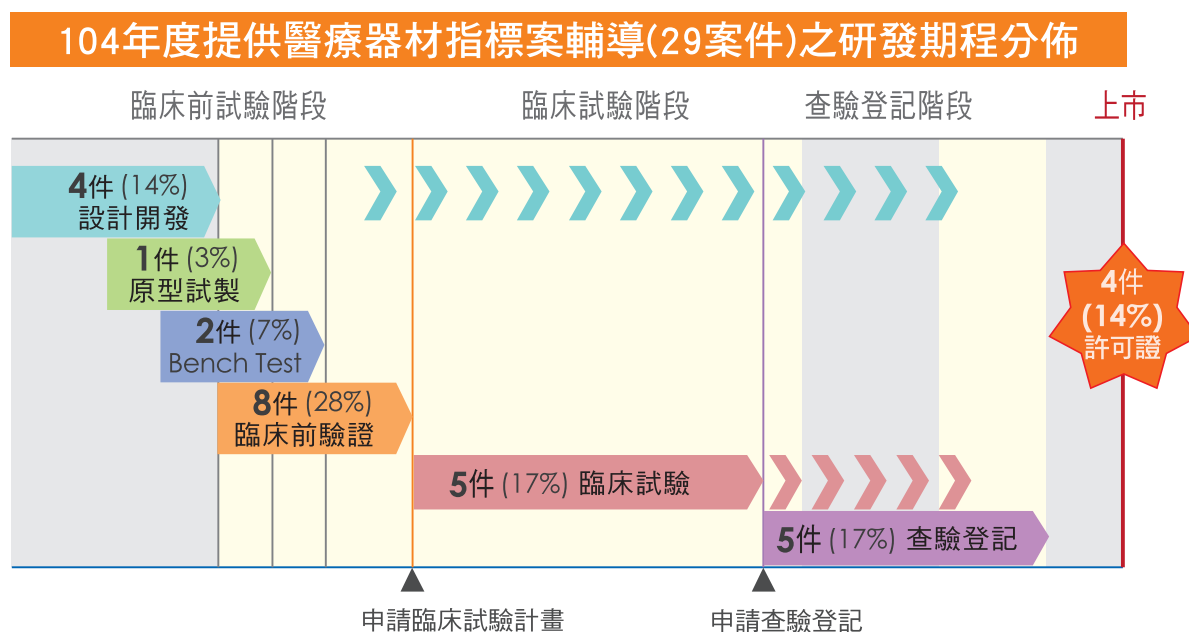 104年度提供醫療器材指標案輔導(29案件)之研發期程分佈
臨床前試驗階段
臨床試驗階段
查驗登記階段
上市
4件 (14%)
設計開發
1件 (3%)
原型試製
2件 (7%)
Bench Test
8件 (28%)
臨床前驗證
5件 (17%) 臨床試驗
5件 (17%) 查驗登記
4件
(14%)
許可證
申請臨床試驗計畫
申請查驗登記